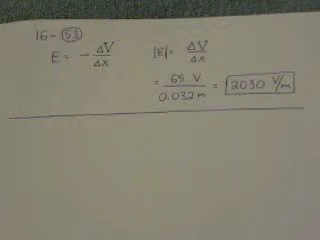 16-53
E = - ΔV/Δx |E| = ΔV/Δx
= 65 V/0.032 m = 2030 V/m